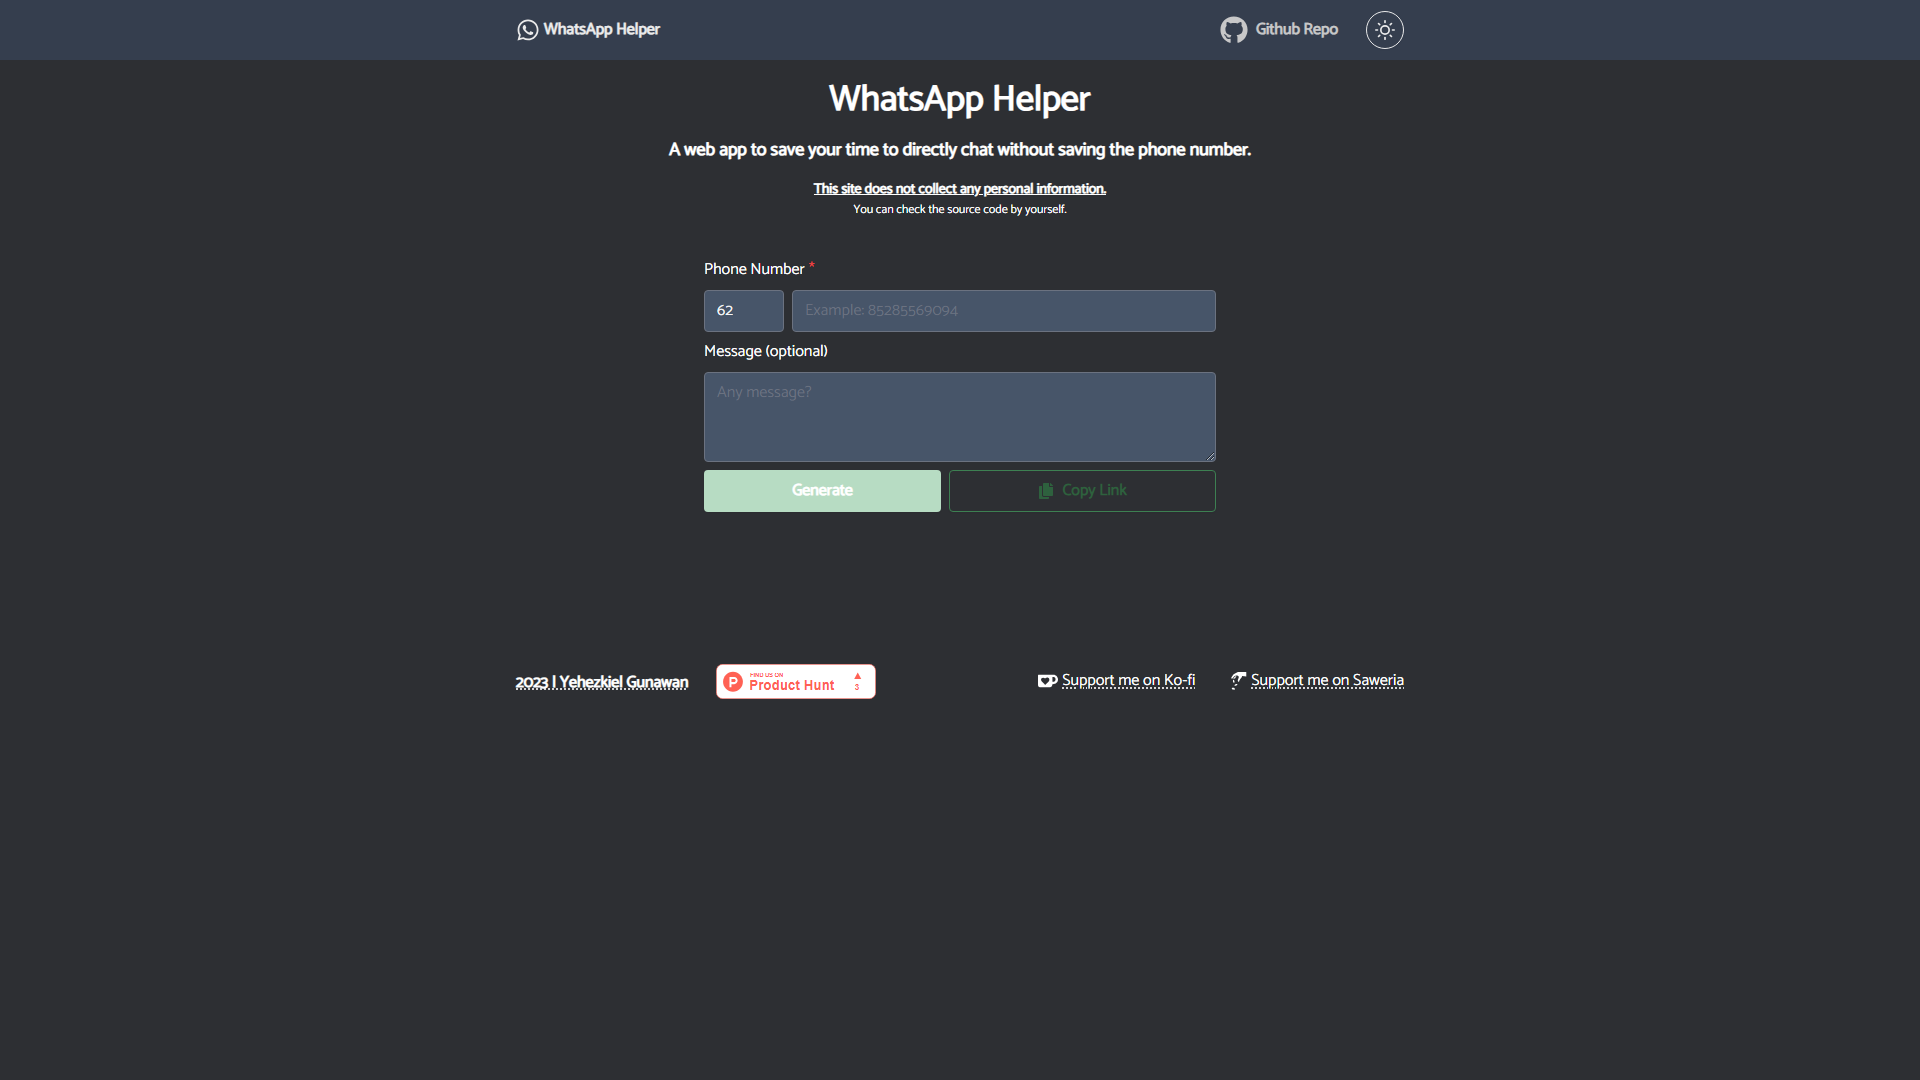 WhatsApp Helper
Github Repo
WhatsApp Helper
A web app to save your time to directly chat without saving the phone number.
This site does not collect any personal information.
You can check the source code by yourself.
Phone Number *
62
Example: 85285569094
Message (optional)
Any message?
Generate
Copy Link
2023 | Yehezkiel Gunawan
FIND US ON
Product Hunt
3
Support me on Ko-fi
Support me on Saweria